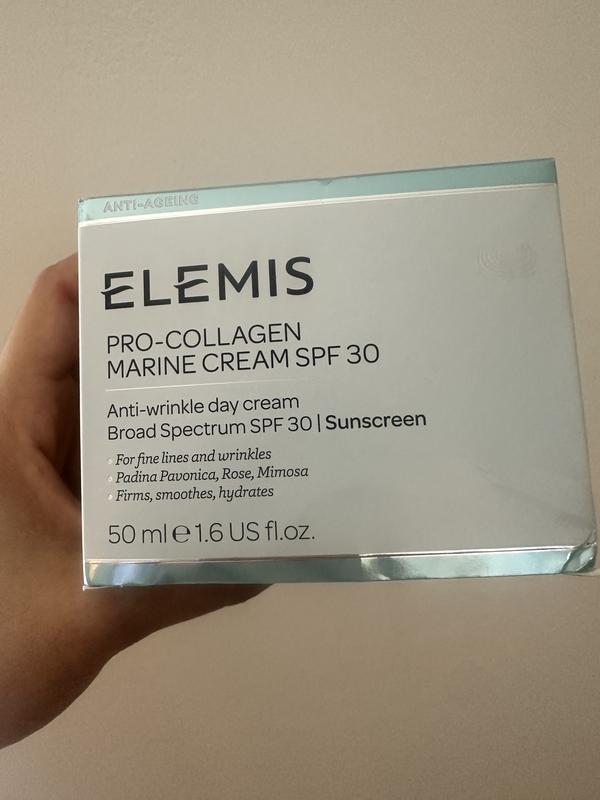 ANTI-AGEING
ELEMIS
PRO-COLLAGEN
MARINE CREAM SPF 30
Anti-wrinkle day cream
Broad Spectrum SPF 30 | Sunscreen
• For fine lines and wrinkles
• Padina Pavonica, Rose, Mimosa
• Firms, smoothes, hydrates
50 ml ℮ 1.6 US fl.oz.